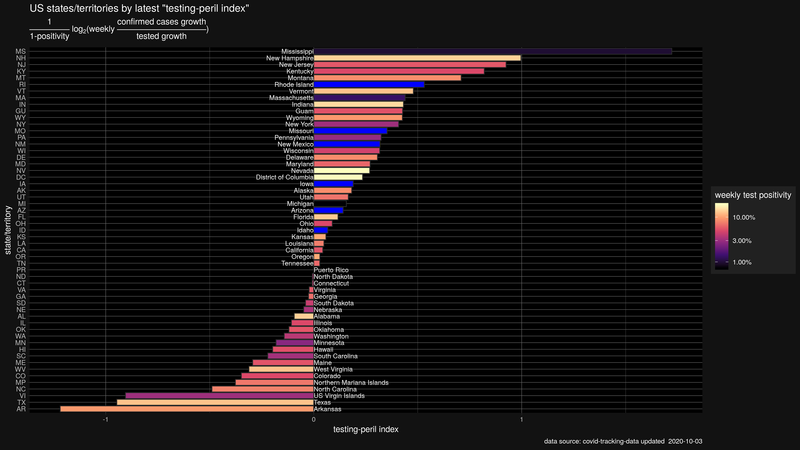 US states/territories by latest "testing-peril index"
1
1-positivity
log2(weekly
confirmed cases growth
tested growth
)
MS
NH
NJ
KY
MT
RI
VT
MA
IN
GU
WY
NY
MO
PA
NM
WI
DE
MD
NV
DC
IA
AK
UT
MI
AZ
FL
OH
ID
KS
LA
CA
OR
TN
PR
ND
CT
VA
GA
SD
NE
AL
IL
OK
WA
MN
HI
SC
ME
WV
CO
MP
NC
VI
TX
AR
Mississippi
New Hampshire
New Jersey
Kentucky
Montana
Rhode Island
Vermont
Massachusetts
Indiana
Guam
Wyoming
New York
Missouri
Pennsylvania
New Mexico
Wisconsin
Delaware
Maryland
Nevada
District of Columbia
Iowa
Alaska
Utah
Michigan
Arizona
Florida
Ohio
Idaho
Kansas
Louisiana
California
Oregon
Tennessee
Puerto Rico
North Dakota
Connecticut
Virginia
Georgia
South Dakota
Nebraska
Alabama
Illinois
Oklahoma
Washington
Minnesota
Hawaii
South Carolina
Maine
West Virginia
Colorado
Northern Mariana Islands
North Carolina
US Virgin Islands
Texas
Arkansas
state/territory
-1
0
1
testing-peril index
weekly test positivity
10.00%
3.00%
1.00%
data source: covid-tracking-data updated 2020-10-03